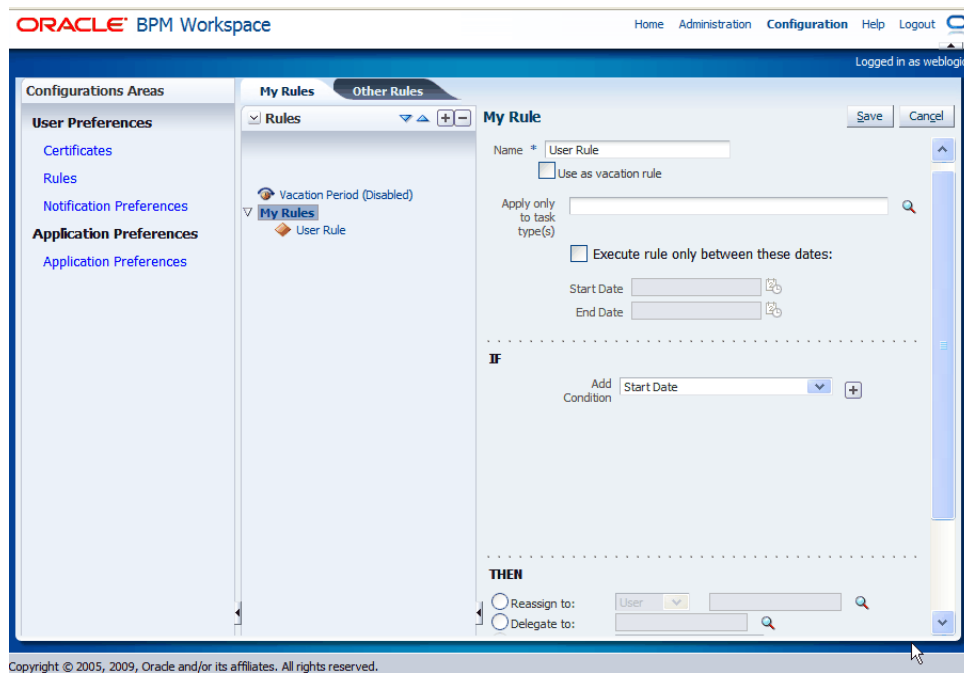 ORACLE BPM Workspace
Home Administration Configuration Help Logout
Logged in as weblogic
Configurations Areas
User Preferences
Certificates
Rules
Notification Preferences
Application Preferences
Application Preferences
My Rules Other Rules
Rules
Vacation Period (Disabled)
My Rules
User Rule
My Rule
Save Cancel
Name * User Rule
Use as vacation rule
Apply only
to task
type(s)
Execute rule only between these dates:
Start Date
End Date
IF
Add Start Date
Condition
THEN
Reassign to: User
Delegate to:
Copyright © 2005, 2009, Oracle and/or its affiliates. All rights reserved.